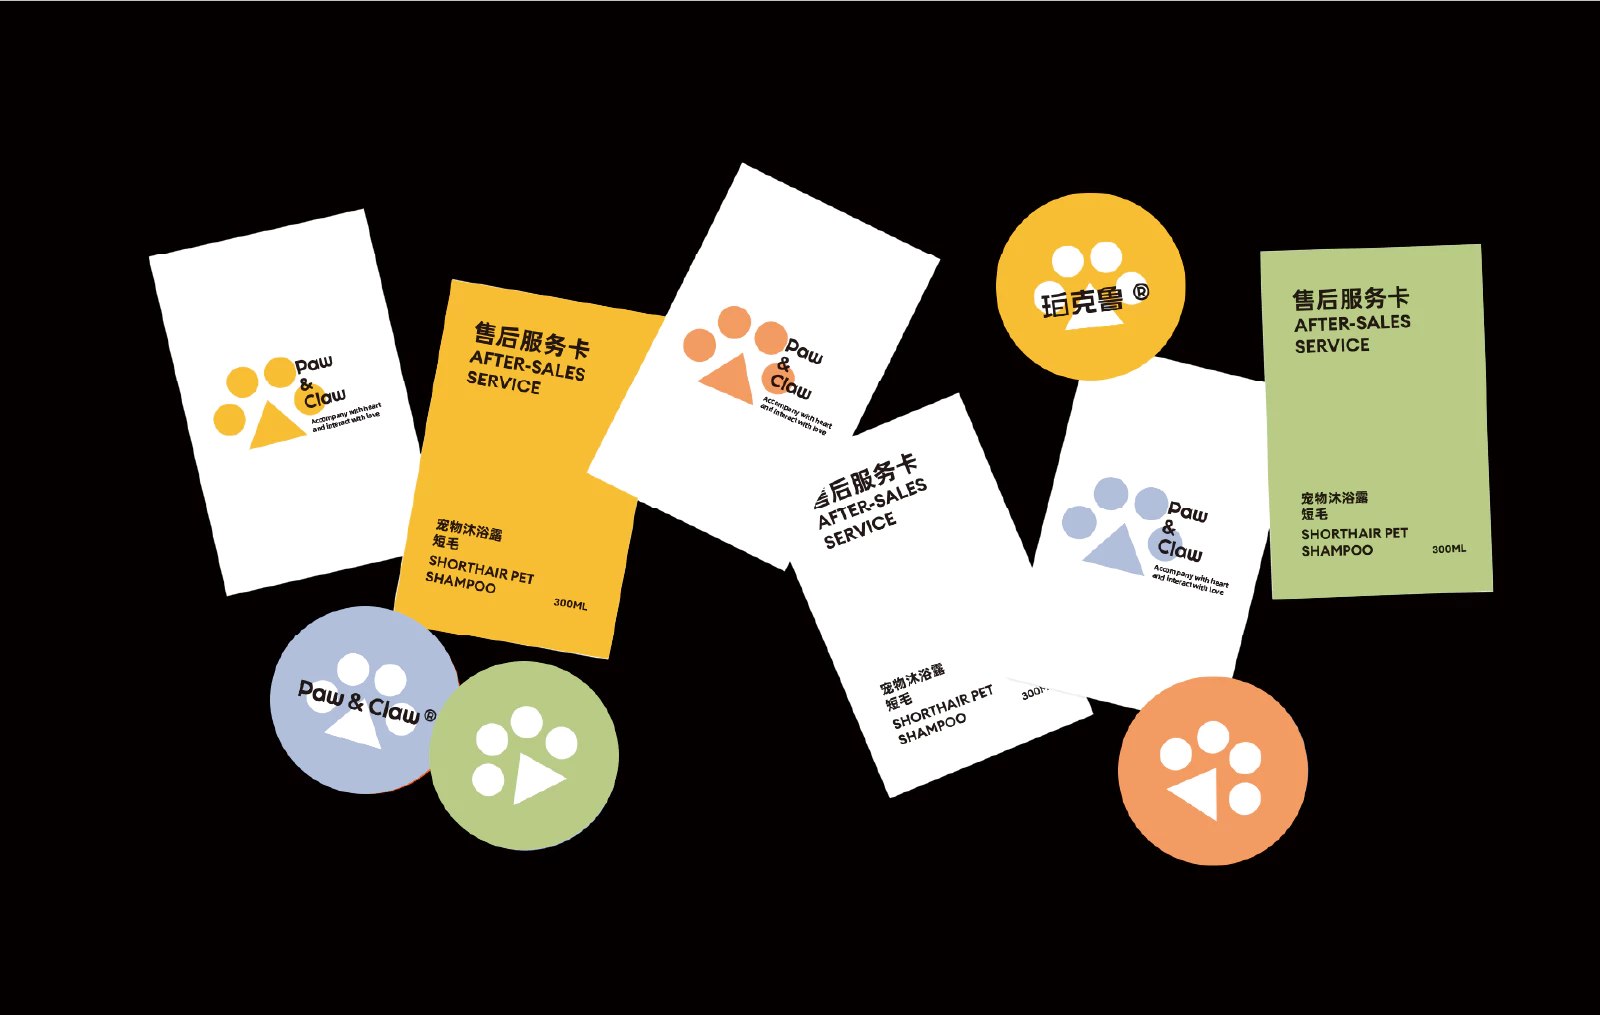 Paw
&
Claw
Accompany with heart
and interact with love
售后服务卡
AFTER-SALES
SERVICE
宠物沐浴露
短毛
SHORTHAIR PET
SHAMPOO
300ML
Paw
&
Claw
Accompany with heart
and interact with love
珀克鲁®
售后服务卡
AFTER-SALES
SERVICE
宠物沐浴露
短毛
SHORTHAIR PET
SHAMPOO
300ML
售后服务卡
AFTER-SALES
SERVICE
宠物沐浴露
短毛
SHORTHAIR PET
SHAMPOO
Paw
&
Claw
Accompany with heart
and interact with love
Paw & Claw®